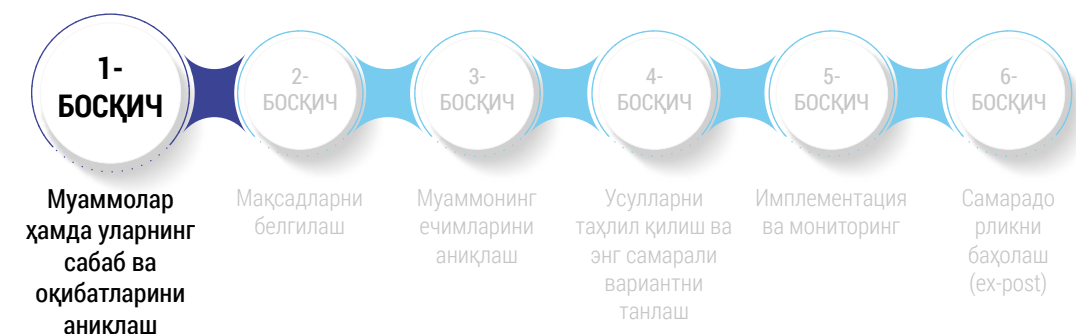 1-
БОСҚИЧ
Муаммолар
ҳамда уларнинг
сабаб ва
оқибатларини
аниқлаш
2-
БОСҚИЧ
Мақсадларни
белгилаш
3-
БОСҚИЧ
Муаммонинг
ечимларини
аниқлаш
4-
БОСҚИЧ
Усулларни
таҳлил қилиш ва
энг самарали
вариантни
танлаш
5-
БОСҚИЧ
Имплементация
ва мониторинг
6-
БОСҚИЧ
Самарадо
рликни
баҳолаш
(ex-post)